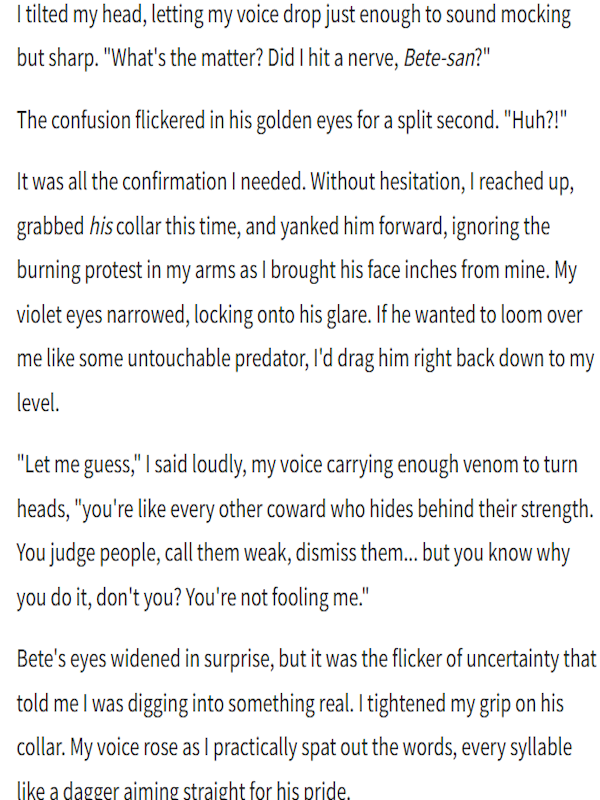 I tilted my head, letting my voice drop just enough to sound mocking
but sharp. "What's the matter? Did I hit a nerve, Bete-san?"
The confusion flickered in his golden eyes for a split second. "Huh?!"
It was all the confirmation I needed. Without hesitation, I reached up,
grabbed his collar this time, and yanked him forward, ignoring the
burning protest in my arms as I brought his face inches from mine. My
violet eyes narrowed, locking onto his glare. If he wanted to loom over
me like some untouchable predator, I'd drag him right back down to my
level.
"Let me guess," I said loudly, my voice carrying enough venom to turn
heads, "you're like every other coward who hides behind their strength.
You judge people, call them weak, dismiss them... but you know why
you do it, don't you? You're not fooling me."
Bete's eyes widened in surprise, but it was the flicker of uncertainty that
told me I was digging into something real. I tightened my grip on his
collar. My voice rose as I practically spat out the words, every syllable
like a dagger aiming straight for his pride.